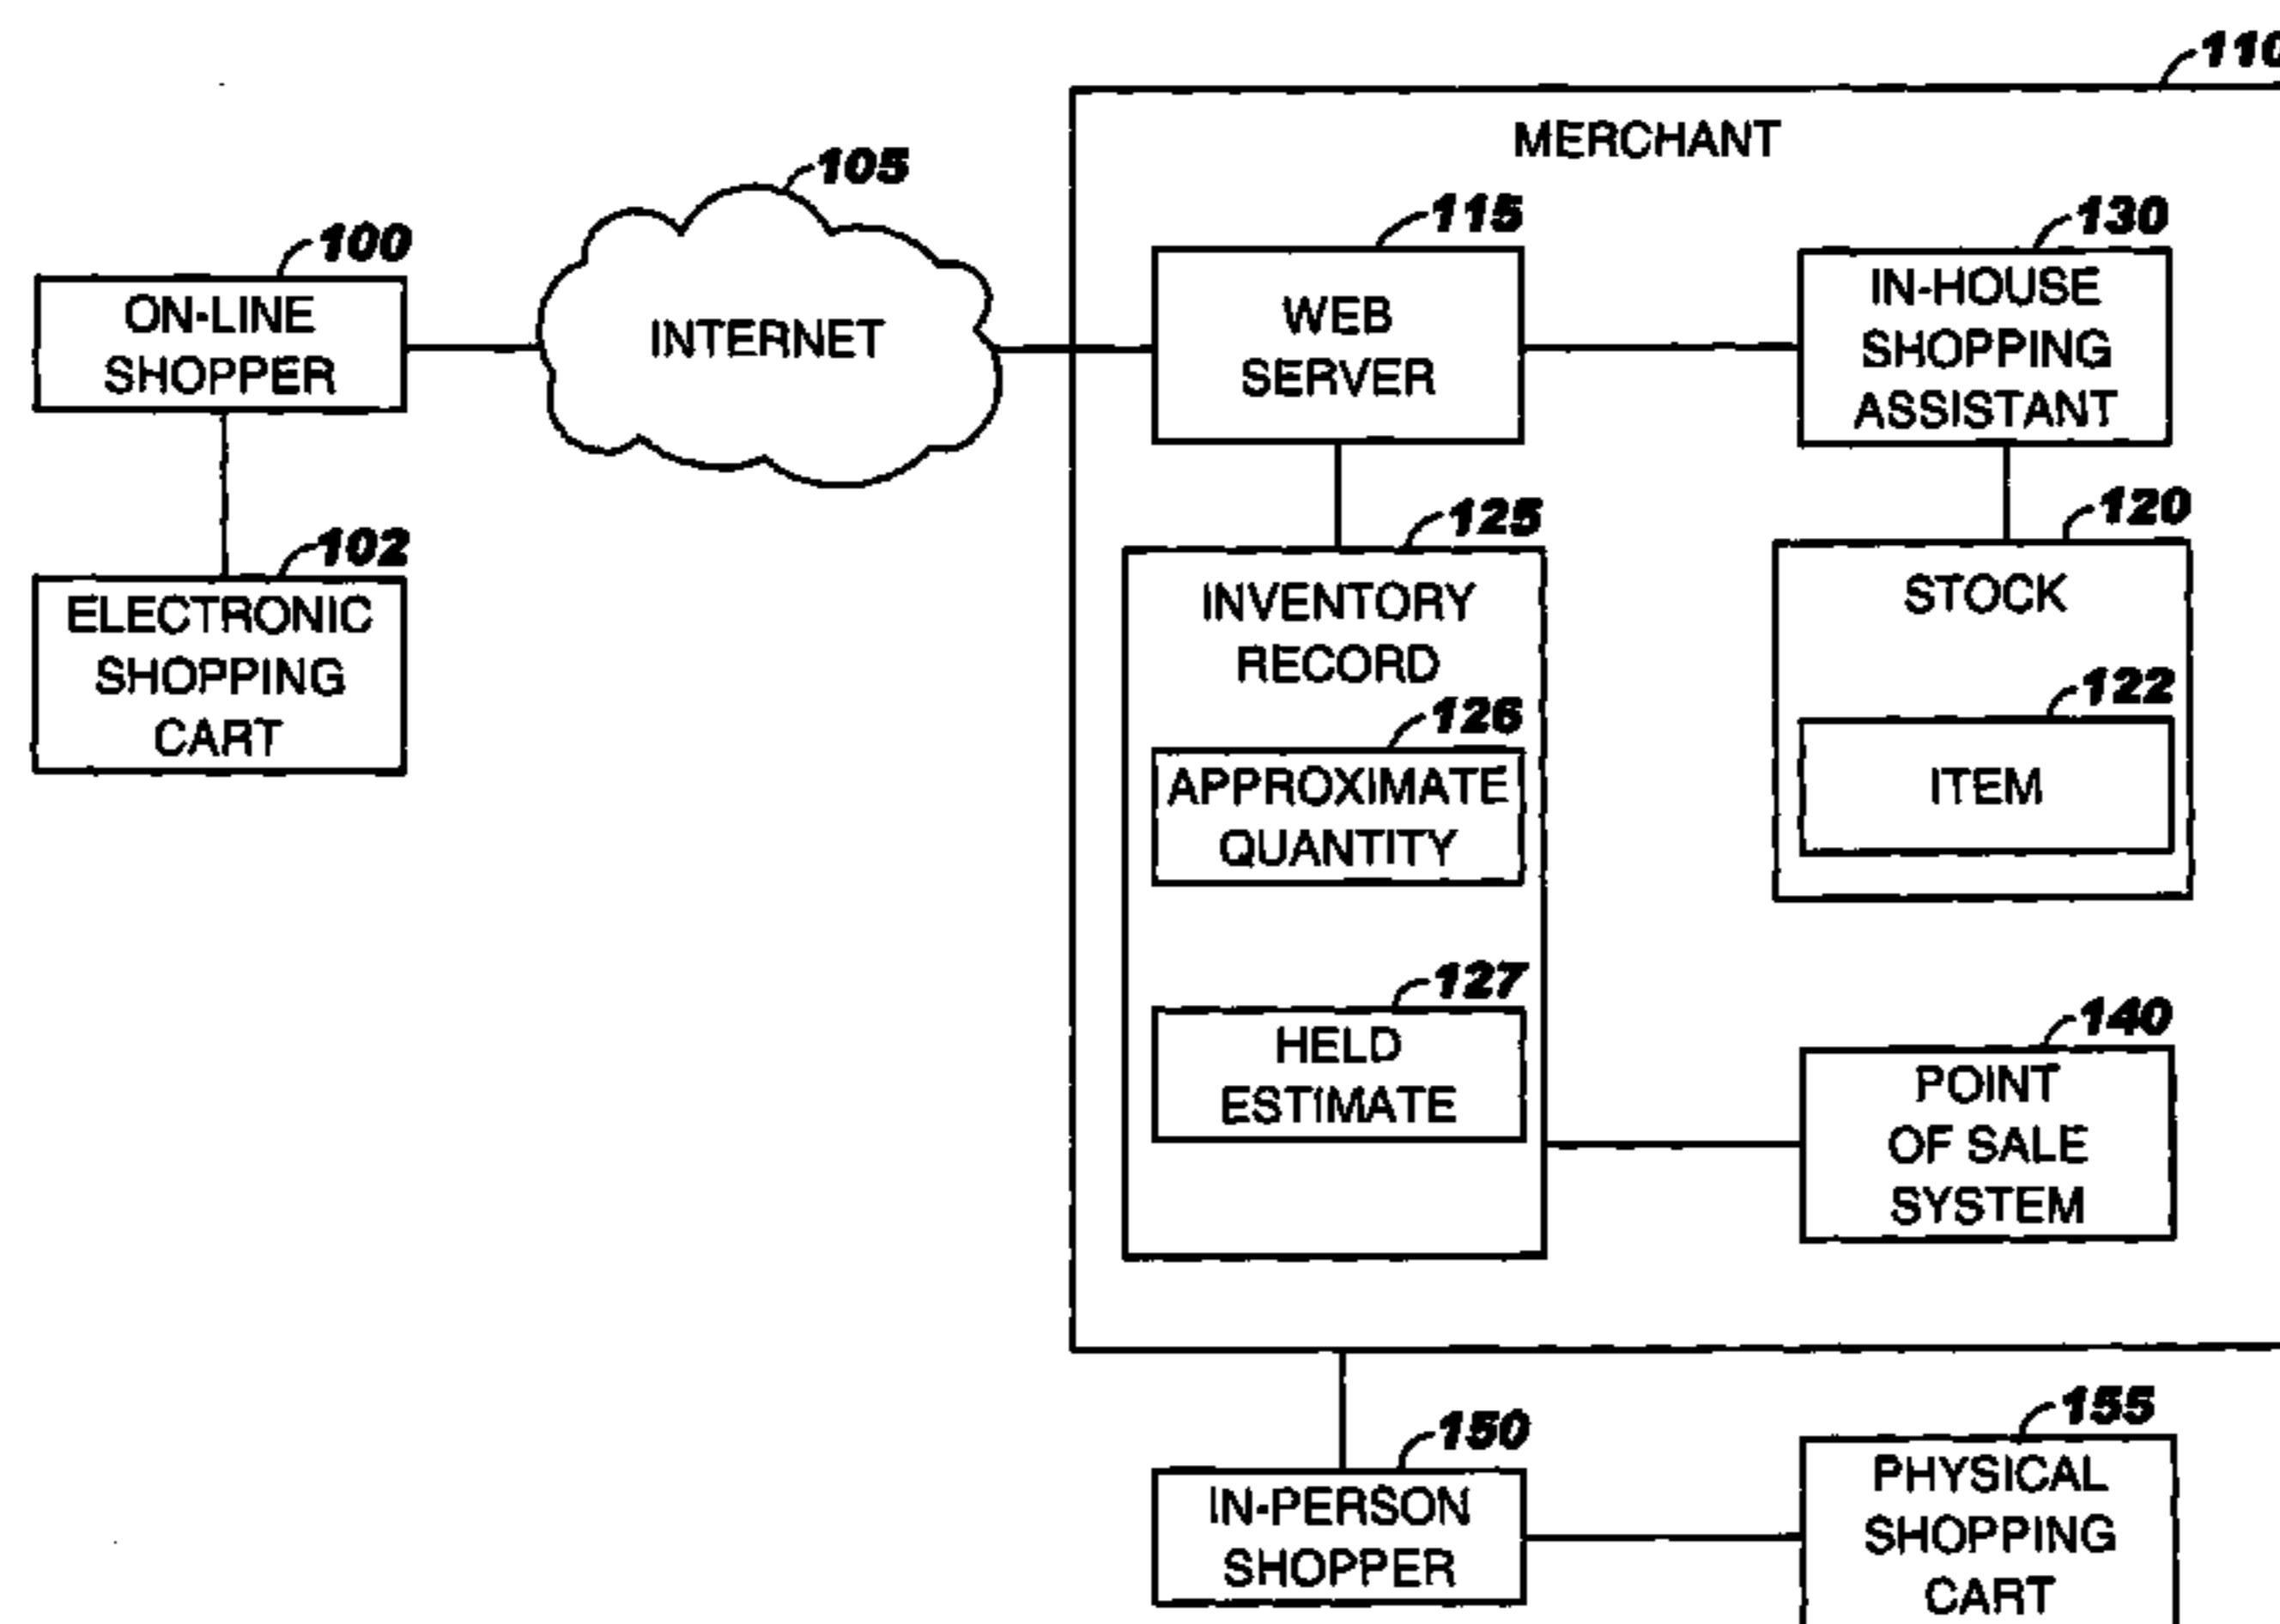 110
MERCHANT
105
INTERNET
100
ON-LINE
SHOPPER
102
ELECTRONIC
SHOPPING
CART
115
WEB
SERVER
130
IN-HOUSE
SHOPPING
ASSISTANT
125
INVENTORY
RECORD
126
APPROXIMATE
QUANTITY
127
HELD
ESTIMATE
120
STOCK
122
ITEM
140
POINT
OF SALE
SYSTEM
150
IN-PERSON
SHOPPER
155
PHYSICAL
SHOPPING
CART